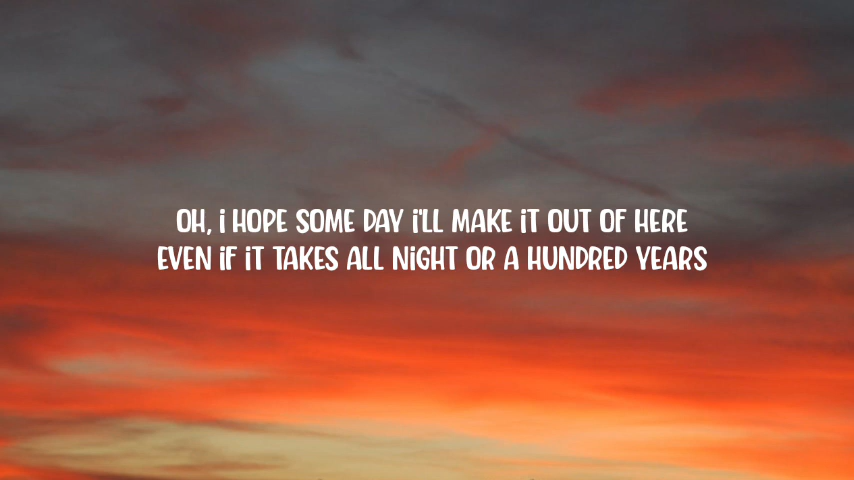 OH, i HOPE SOME DAY i'LL MAKE iT OUT OF HERE
EVEN iF iT TAKES ALL NiGHT OR A HUNDRED YEARS